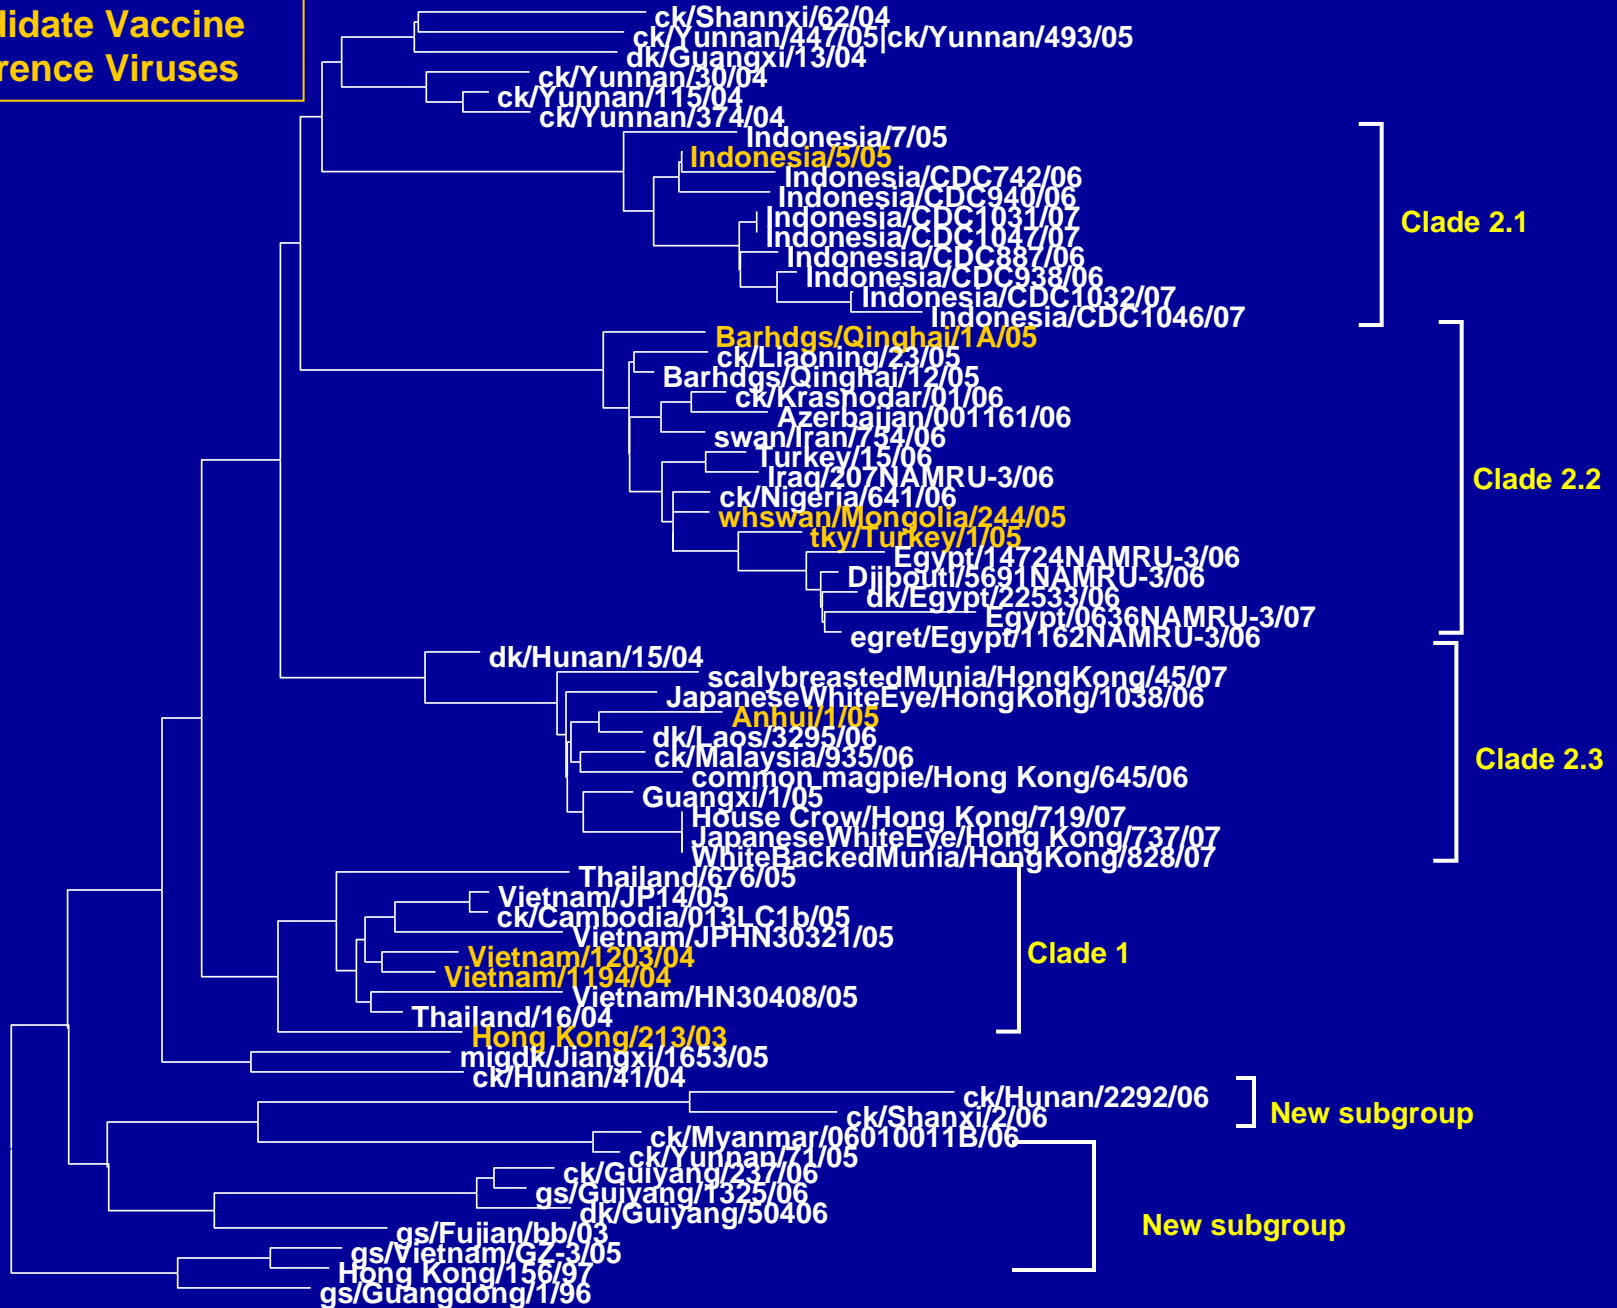 didate Vaccine
rence Viruses
ck/Shannxi/62/04
ck/Yunnan/447/05|ck/Yunnan/493/05
dk/Guangxi/13/04
ck/Yunnan/30/04
ck/Yunnan/115/04
ck/Yunnan/374/04
Indonesia/7/05
Indonesia/5/05
Indonesia/CDC742/06
Indonesia/CDC940/06
Indonesia/CDC1031/07
Indonesia/CDC1047/07
Indonesia/CDC887/06
Indonesia/CDC938/06
Indonesia/CDC1032/07
Indonesia/CDC1046/07
Clade 2.1
Barhdgs/Qinghai/1A/05
ck/Liaoning/23/05
Barhdgs/Qinghai/12/05
ck/Krasnodar/01/06
Azerbaijan/001161/06
swan/Iran/754/06
Turkey/15/06
Iraq/207NAMRU-3/06
ck/Nigeria/641/06
whswan/Mongolia/244/05
tky/Turkey/1/05
Egypt/14724NAMRU-3/06
Djibouti/5691NAMRU-3/06
dk/Egypt/22533/06
Egypt/0636NAMRU-3/07
egret/Egypt/1162NAMRU-3/06
Clade 2.2
dk/Hunan/15/04
scalybreastedMunia/HongKong/45/07
JapaneseWhiteEye/HongKong/1038/06
Anhui/1/05
dk/Laos/3295/06
ck/Malaysia/935/06
common magpie/Hong Kong/645/06
Guangxi/1/05
House Crow/Hong Kong/719/07
JapaneseWhiteEye/Hong Kong/737/07
WhiteBackedMunia/HongKong/828/07
Clade 2.3
Thailand/676/05
Vietnam/JP14/05
ck/Cambodia/013LC1b/05
Vietnam/JPHN30321/05
Vietnam/1203/04
Vietnam/1194/04
Vietnam/HN30408/05
Thailand/16/04
Hong Kong/213/03
Clade 1
migdk/Jiangxi/1653/05
ck/Hunan/41/04
ck/Hunan/2292/06
ck/Shanxi/2/06
New subgroup
ck/Myanmar/06010011B/06
ck/Yunnan/71/05
ck/Guiyang/237/06
gs/Guiyang/1325/06
dk/Guiyang/50406
gs/Fujian/bb/03
gs/Vietnam/GZ-3/05
Hong Kong/156/97
gs/Guangdong/1/96
New subgroup